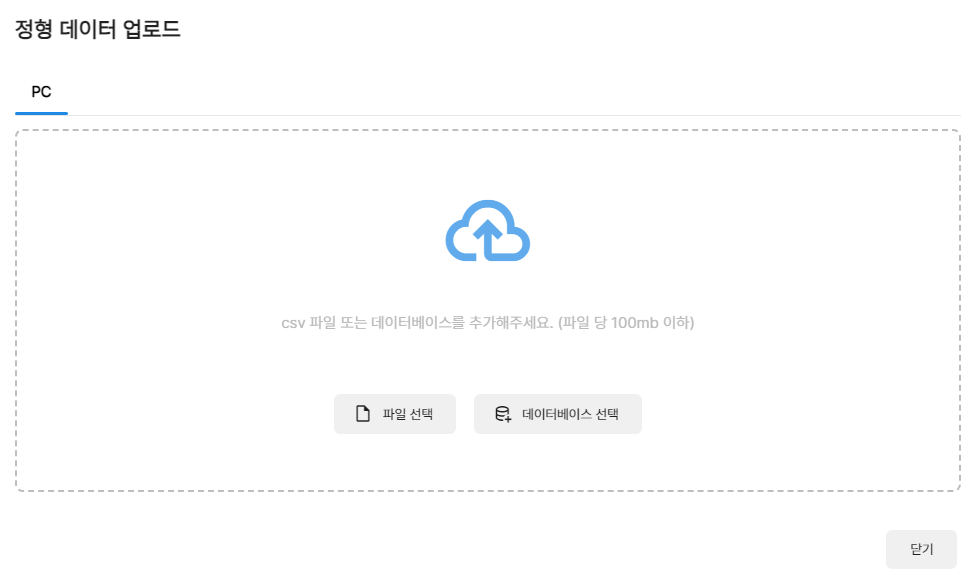 정형 데이터 업로드
PC
csv 파일 또는 데이터베이스를 추가해주세요. (파일 당 100mb 이하)
파일 선택
데이터베이스 선택
닫기